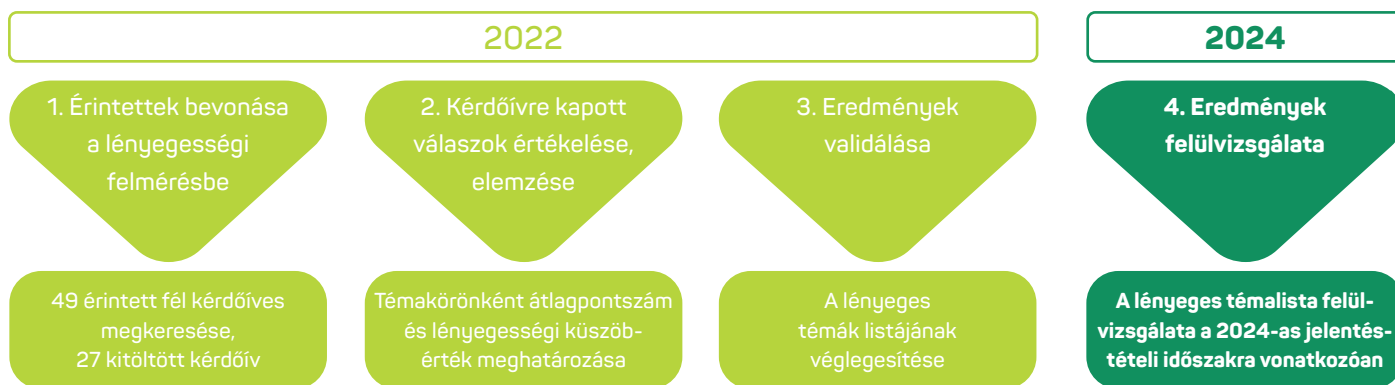 2022
2024
1. Érintettek bevonása
a lényegességi
felmérésbe
2. Kérdőívre kapott
válaszok értékelése,
elemzése
3. Eredmények
validálása
4. Eredmények
felülvizsgálata
49 érintett fél kérdőíves
megkeresése,
27 kitöltött kérdőív
Témakörönként átlagpontszám
és lényegességi küszöb-
érték meghatározása
A lényeges
témák listájának
véglegesítése
A lényeges témalista felül-
vizsgálata a 2024-as jelentés-
tételi időszakra vonatkozóan